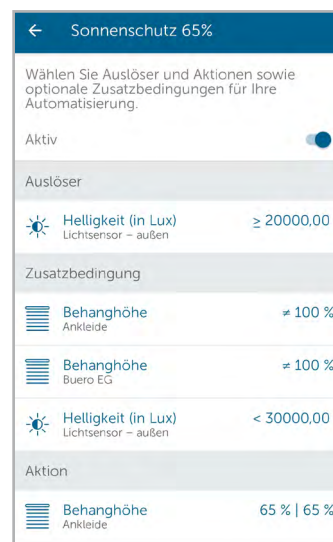 ← Sonnenschutz 65%
Wählen Sie Auslöser und Aktionen sowie
optionale Zusatzbedingungen für Ihre
Automatisierung.
Aktiv
Auslöser
Helligkeit (in Lux) ≥ 20000,00
Lichtsensor – außen
Zusatzbedingung
Behanghöhe ≠ 100 %
Ankleide
Behanghöhe ≠ 100 %
Buero EG
Helligkeit (in Lux) < 30000,00
Lichtsensor – außen
Aktion
Behanghöhe 65 % | 65 %
Ankleide